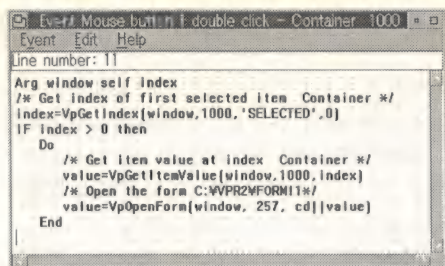 Event Mouse button 1 double click - Container 1000
Event Edit Help
Line number: 11
Arg window self index
/* Get index of first selected item  Container */
index=VpGetIndex(window,1000,'SELECTED',0)
IF index > 0 then
Do
/* Get item value at index  Container */
value=VpGetItemValue(window,1000,index)
/* Open the form C:¥VPR2¥FORM!1*/
value=VpOpenForm(window, 257, cd||value)
End